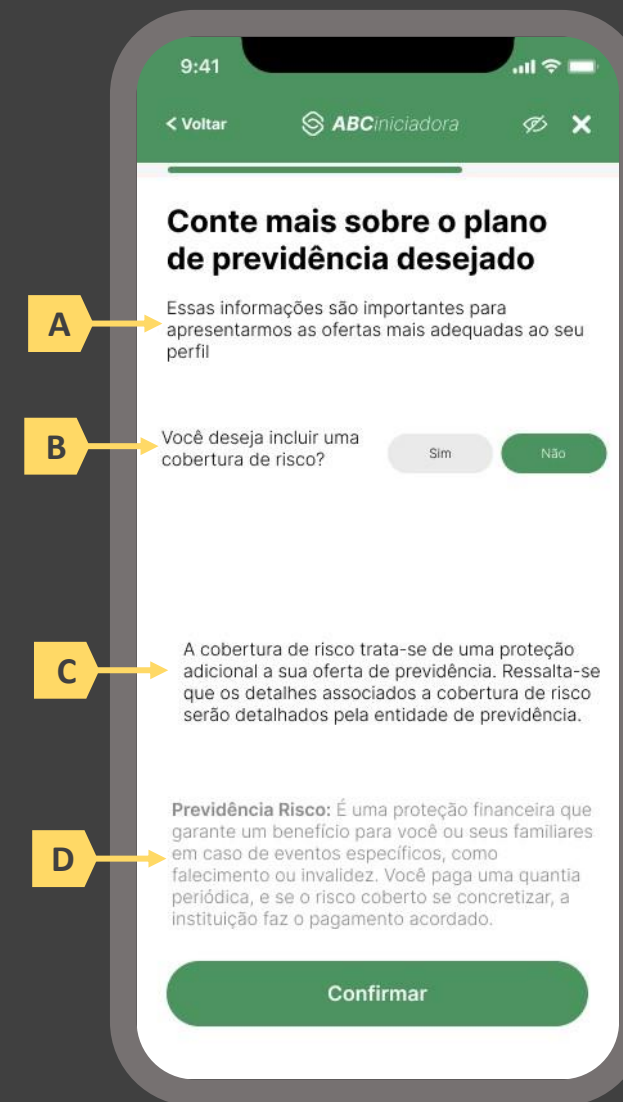 9:41
< Voltar
ABCiniciadora
Conte mais sobre o plano
de previdência desejado
A
Essas informações são importantes para
apresentarmos as ofertas mais adequadas ao seu
perfil
B
Você deseja incluir uma
cobertura de risco?
Sim
Não
C
A cobertura de risco trata-se de uma proteção
adicional a sua oferta de previdência. Ressalta-se
que os detalhes associados a cobertura de risco
serão detalhados pela entidade de previdência.
D
Previdência Risco: É uma proteção financeira que
garante um benefício para você ou seus familiares
em caso de eventos específicos, como
falecimento ou invalidez. Você paga uma quantia
periódica, e se o risco coberto se concretizar, a
instituição faz o pagamento acordado.
Confirmar